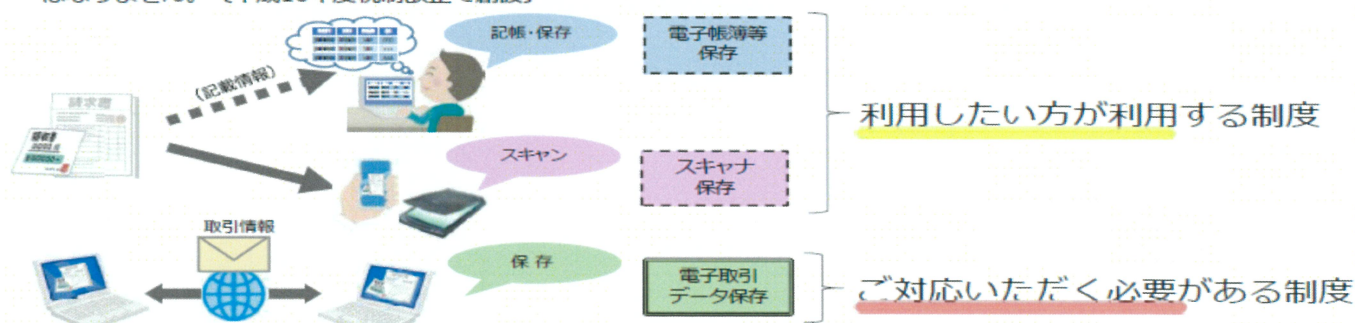 記帳・保存
電子帳簿等
保存
(記載情報)
請求書
領収書
利用したい方が利用する制度
スキャン
スキャナ
保存
取引情報
保存
電子取引
データ保存
ご対応いただく必要がある制度